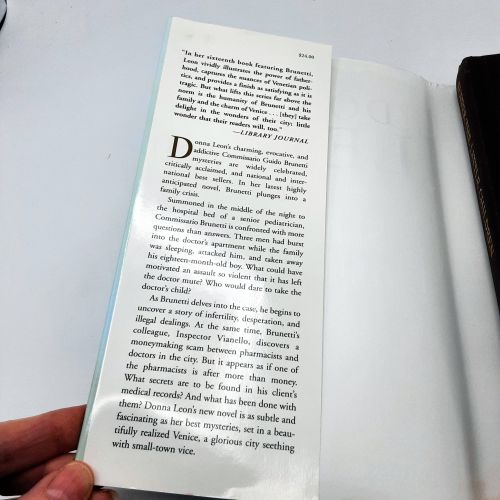 $24.00
"In her sixteenth book featuring Brunetti,
Leon vividly illustrates the power of father-
hood, captures the nuances of Venetian poli-
tics, and provides a finish as satisfying as it is
tragic. But what lifts this series far above the
norm is the humanity of Brunetti and his
family and the charm of Venice . . . [they] take
delight in the wonders of their city; little
wonder that their readers will, too."
—LIBRARY JOURNAL
Donna Leon's charming, evocative, and
addictive Commissario Guido Brunetti
mysteries are widely celebrated,
critically acclaimed, and national and inter-
national best sellers. In her latest highly
anticipated novel, Brunetti plunges into a
family crisis.
Summoned in the middle of the night to
the hospital bed of a senior pediatrician,
Commissario Brunetti is confronted with more
questions than answers. Three men had burst
into the doctor's apartment while the family
was sleeping, attacked him, and taken away
his eighteen-month-old boy. What could have
motivated an assault so violent that it has left
the doctor mute? Who would dare to take the
doctor's child?
As Brunetti delves into the case, he begins to
uncover a story of infertility, desperation, and
illegal dealings. At the same time, Brunetti's
colleague, Inspector Vianello, discovers a
moneymaking scam between pharmacists and
doctors in the city. But it appears as if one of
the pharmacists is after more than money.
What secrets are to be found in his client's
medical records? And what has been done with
them? Donna Leon's new novel is as subtle and
fascinating as her best mysteries, set in a beau-
tifully realized Venice, a glorious city seething
with small-town vice.